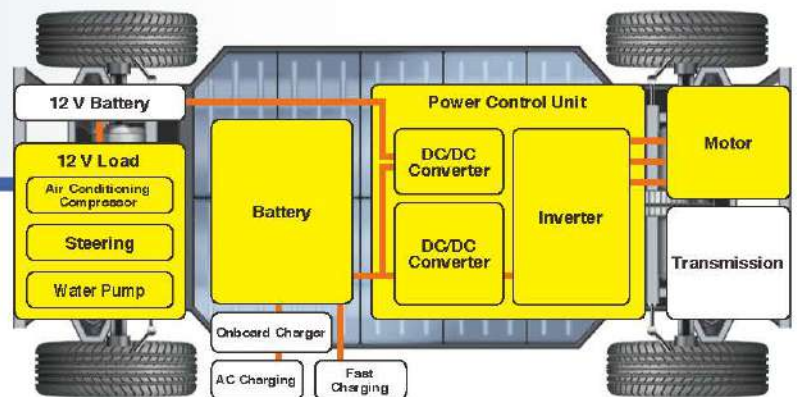 12 V Battery
12 V Load
Air Conditioning
Compressor
Steering
Water Pump
Battery
Onboard Charger
AC Charging
Fast
Charging
Power Control Unit
DC/DC
Converter
DC/DC
Converter
Inverter
Motor
Transmission